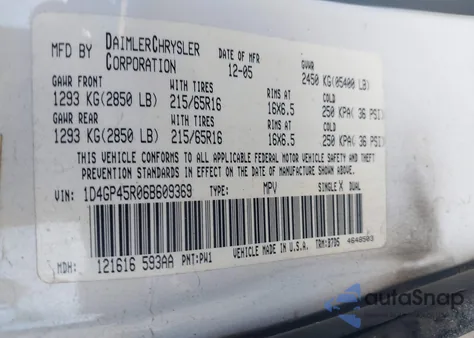 MFD BY DAIMLERCHRYSLER CORPORATION DATE OF MFR 12-05 GVWR 2450 KG(05400 LB)
GAWR FRONT WITH TIRES RIMS AT COLD
1293 KG(2850 LB) 215/65R16 16X6.5 250 KPA( 36 PSI)
GAWR REAR WITH TIRES RIMS AT COLD
1293 KG(2850 LB) 215/65R16 16X6.5 250 KPA( 36 PSI)
THIS VEHICLE CONFORMS TO ALL APPLICABLE FEDERAL MOTOR VEHICLE SAFETY AND THEFT
PREVENTION STANDARDS IN EFFECT ON THE DATE OF MANUFACTURE SHOWN ABOVE.
VIN: 1D4GP45R06B609369 TYPE: MPV SINGLE X DUAL
VEHICLE MADE IN U.S.A. TRM:B7D5 4648503
MDH: 121616 593AA PNT:PW1
autoSnap